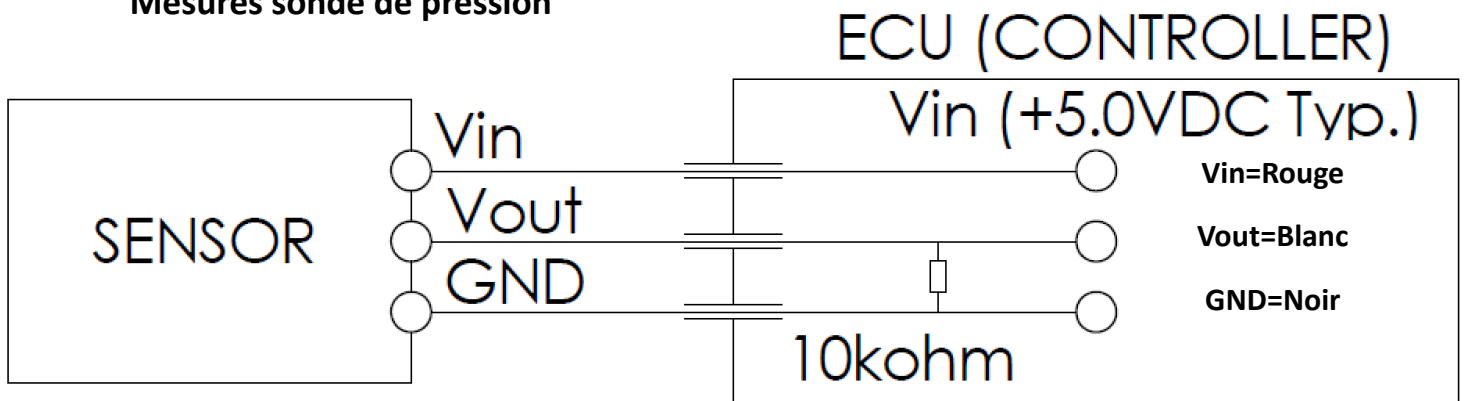 Mesures sonde de pression
ECU (CONTROLLER)
Vin (+5.0VDC Typ.)
Vin
Vin=Rouge
SENSOR
Vout
Vout=Blanc
GND
GND=Noir
10kohm